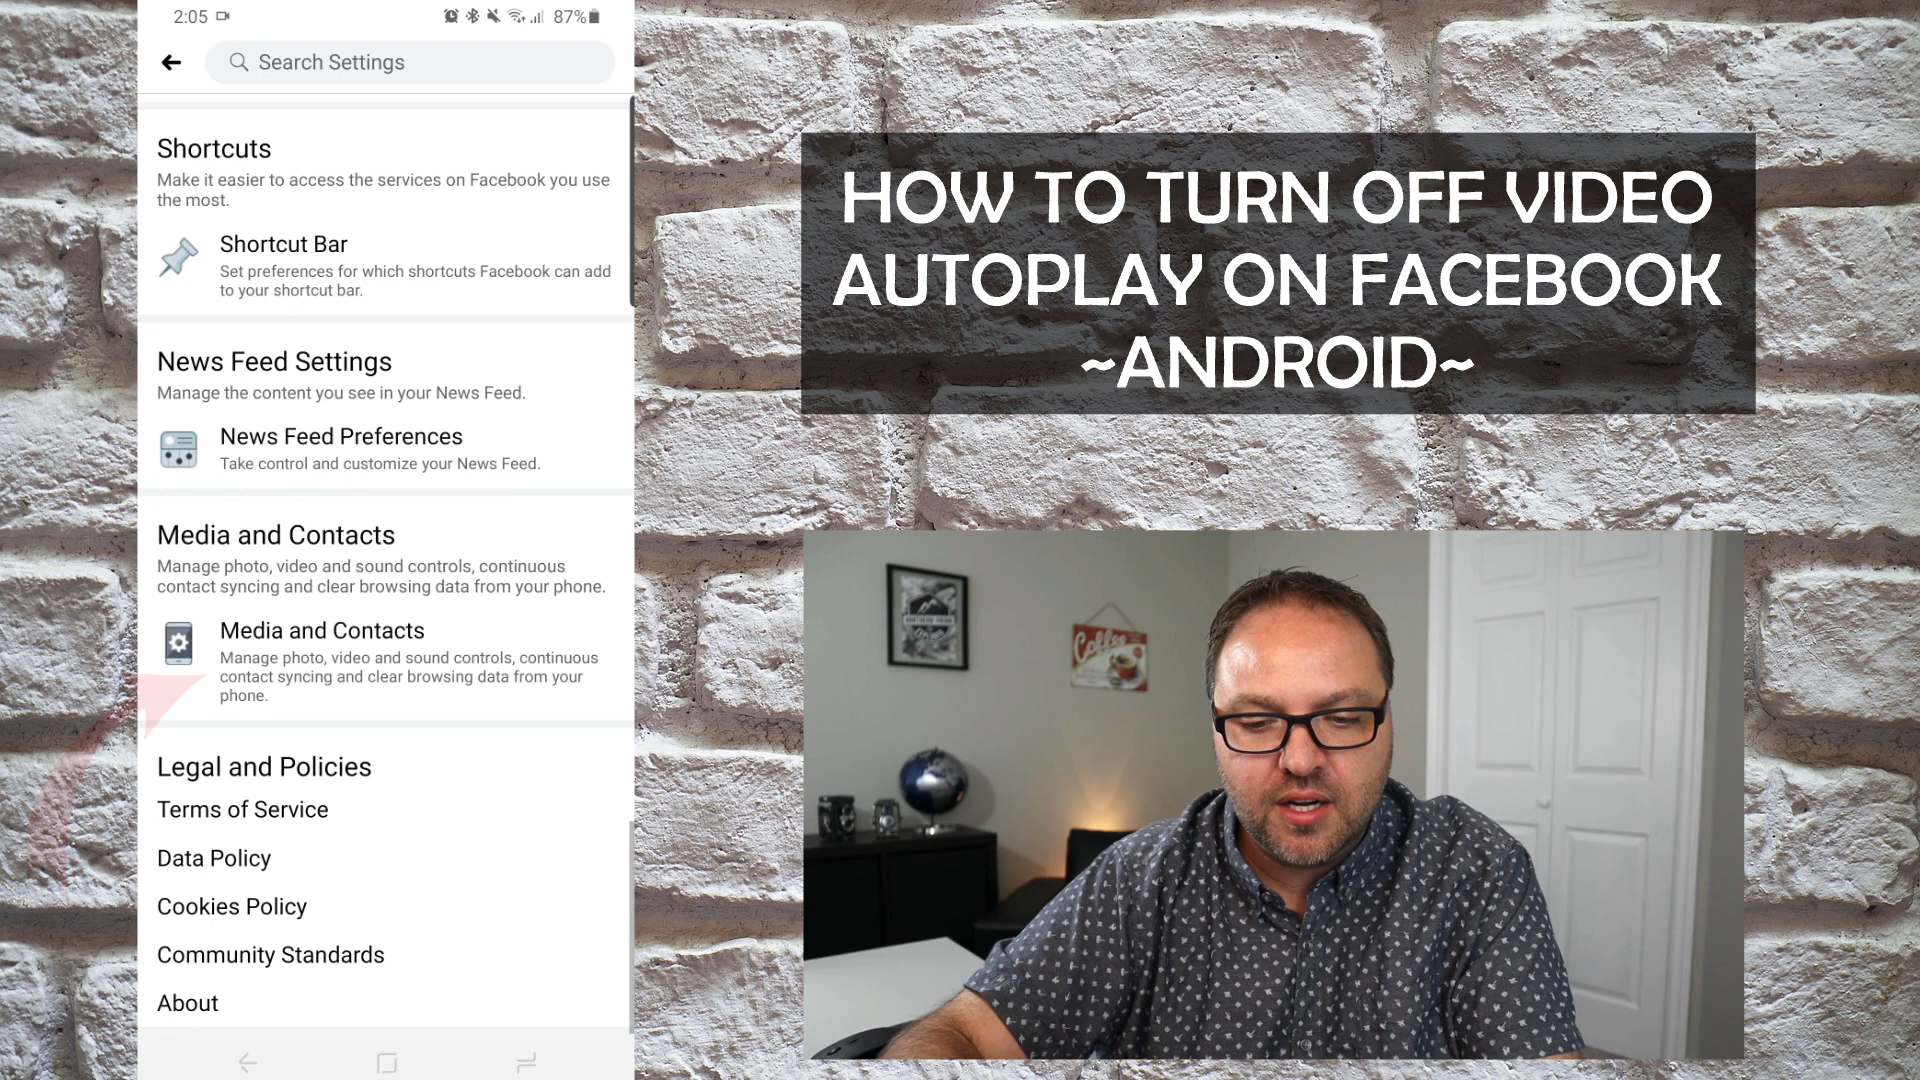 2:05
87%
Search Settings
Shortcuts
Make it easier to access the services on Facebook you use
the most.
Shortcut Bar
Set preferences for which shortcuts Facebook can add
to your shortcut bar.
News Feed Settings
Manage the content you see in your News Feed.
News Feed Preferences
Take control and customize your News Feed.
Media and Contacts
Manage photo, video and sound controls, continuous
contact syncing and clear browsing data from your phone.
Media and Contacts
Manage photo, video and sound controls, continuous
contact syncing and clear browsing data from your
phone.
Legal and Policies
Terms of Service
Data Policy
Cookies Policy
Community Standards
About
HOW TO TURN OFF VIDEO
AUTOPLAY ON FACEBOOK
~ANDROID~
Coffee